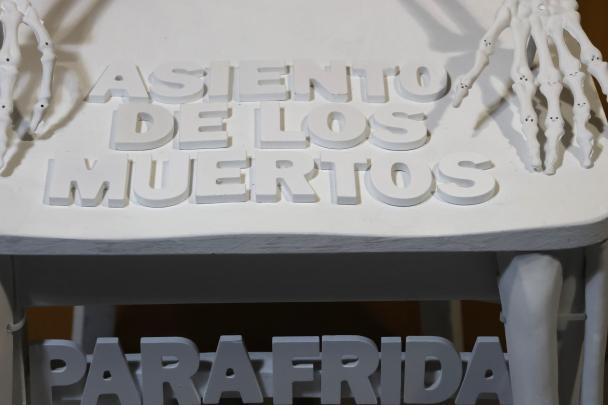 ASIENTO
DE LOS
MUERTOS
PARA FRIDA